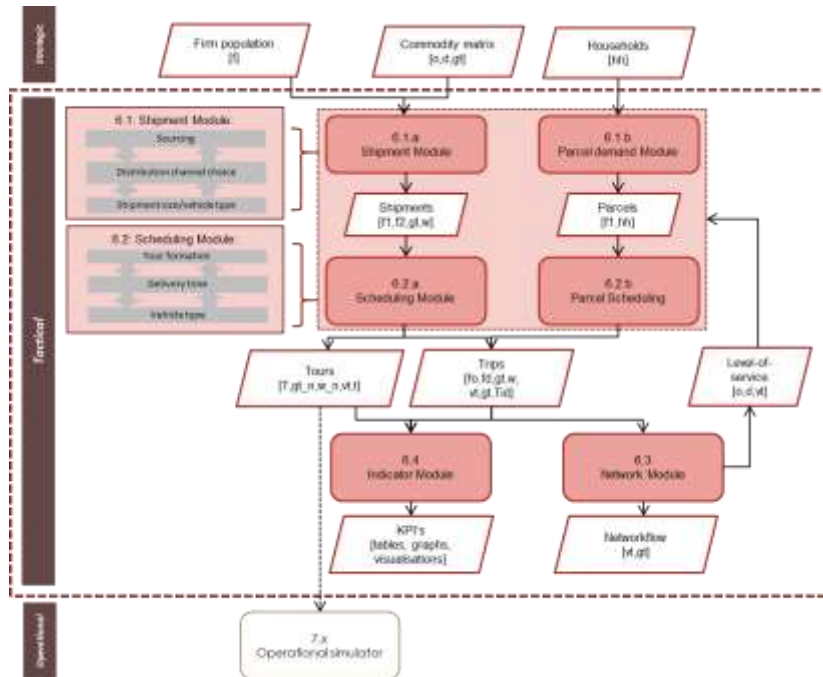 Strategic
Firm population
[f]
Commodity matrix
[o,d,gt]
Households
[hh]
Tactical
6.1: Shipment Module
Sourcing
Distribution channel choice
Shipment size/vehicle type
6.2: Scheduling Module
Tour formation
Delivery time
Vehicle type
6.1.a
Shipment Module
6.1.b
Parcel demand Module
Shipments
[f1,f2,gt,w]
Parcels
[f1,hh]
6.2.a
Scheduling Module
6.2.b
Parcel Scheduling
Tours
[T,gt_n,w_n,vt,t]
Trips
[fo,fd,gt,w,
vt,gt,Tid]
Level-of-
service
[o,d,vt]
6.4
Indicator Module
6.3
Network Module
KPI's
[tables, graphs,
visualisations]
Networkflow
[vt,gt]
Operational
7.x
Operational simulator